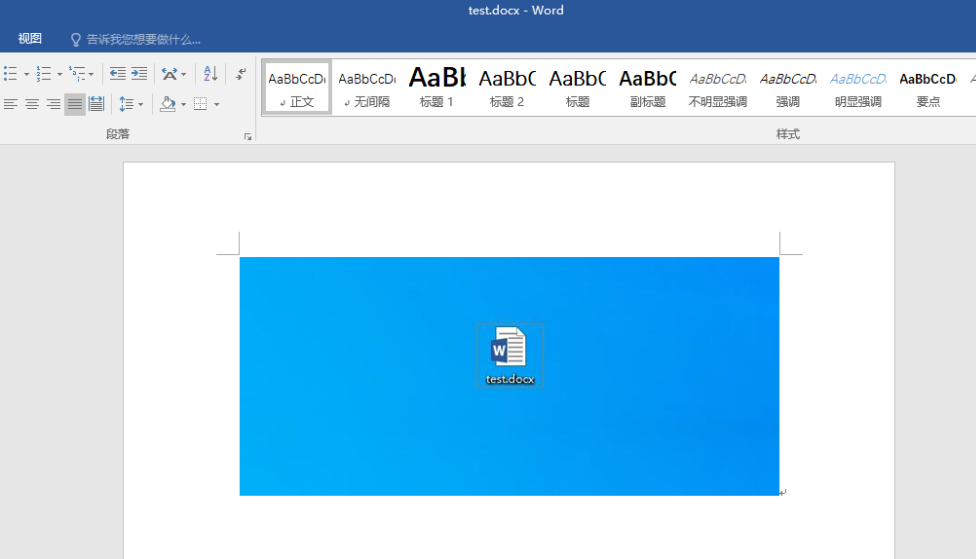 test.docx - Word
视图 告诉我您想要做什么...
AaBbCcDc AaBbCcDc AaBl AaBbC AaBbC AaBbC AaBbCcD. AaBbCcD. AaBbCcD. AaBbCcD
正文 无间隔 标题 1 标题 2 标题 副标题 不明显强调 强调 明显强调 要点
段落 样式
W
test.docx